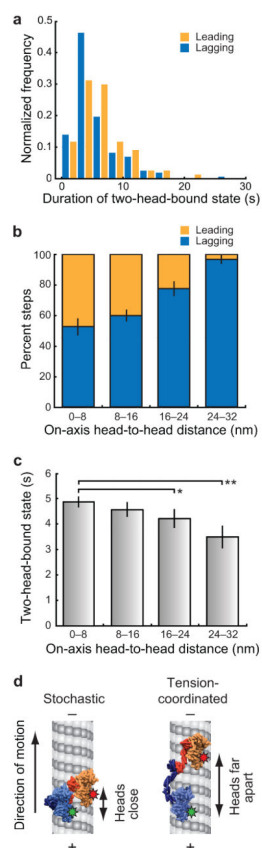 a
Leading
Lagging
Normalized frequency
0.5
0.4
0.3
0.2
0.1
0
0 10 20 30
Duration of two-head-bound state (s)
b
Leading
Lagging
Percent steps
100
80
60
40
20
0
0–8 8–16 16–24 24–32
On-axis head-to-head distance (nm)
c
Two-head-bound state (s)
6
5
4
3
2
1
0
**
*
0–8 8–16 16–24 24–32
On-axis head-to-head distance (nm)
d
Stochastic
Tension-
coordinated
Direction of motion
−
+
Heads
close
−
+
Heads far
apart